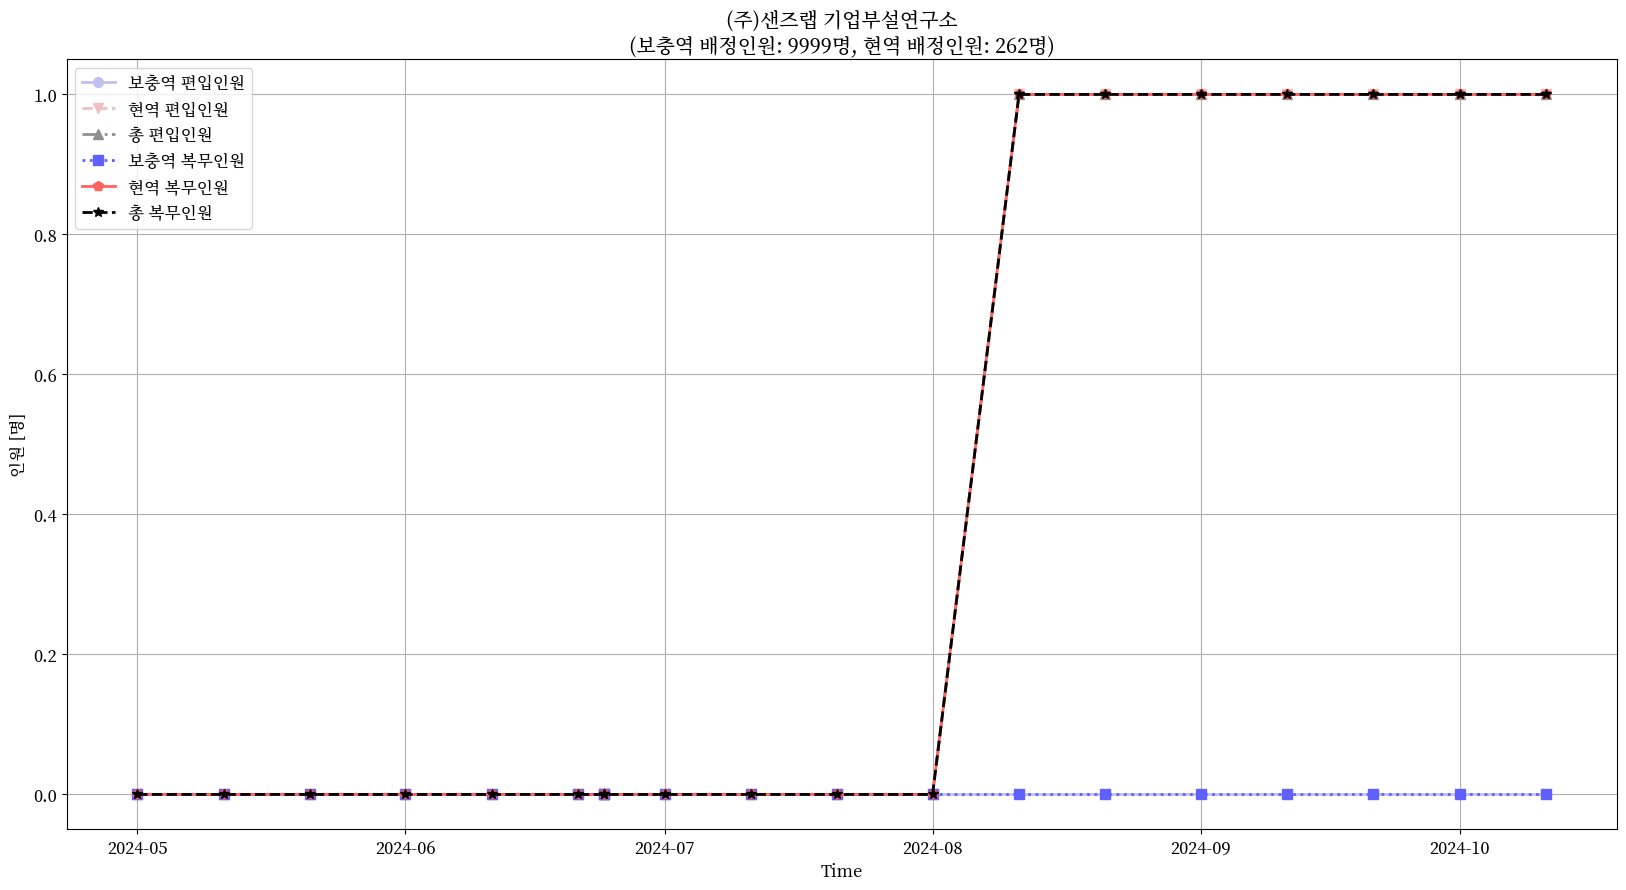 (주)샌즈랩 기업부설연구소
(보충역 배정인원: 9999명, 현역 배정인원: 262명)
보충역 편입인원
현역 편입인원
총 편입인원
보충역 복무인원
현역 복무인원
총 복무인원
1.0
0.8
0.6
0.4
0.2
0.0
인원 [명]
2024-05
2024-06
2024-07
2024-08
2024-09
2024-10
Time